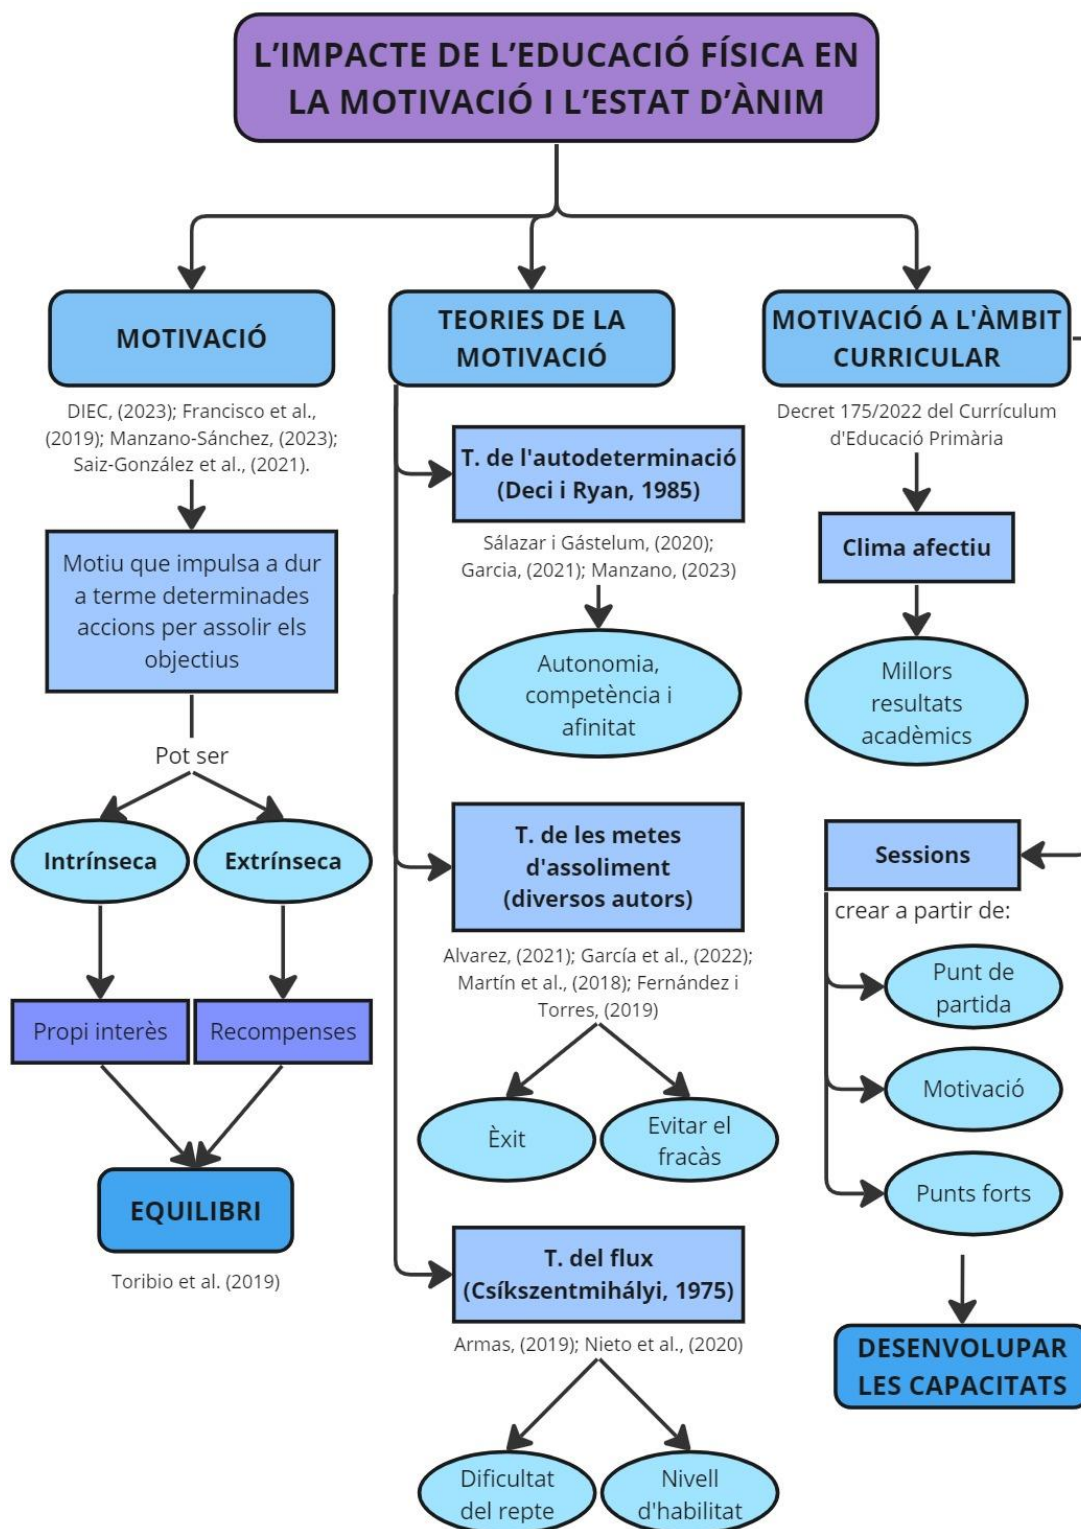 L’IMPACTE DE L’EDUCACIÓ FÍSICA EN
LA MOTIVACIÓ I L’ESTAT D’ÀNIM
MOTIVACIÓ
DIEC, (2023); Francisco et al.,
(2019); Manzano-Sánchez, (2023);
Saiz-González et al., (2021).
Motiu que impulsa a dur
a terme determinades
accions per assolir els
objectius
Pot ser
Intrínseca
Extrínseca
Propi interès
Recompenses
EQUILIBRI
Toribio et al. (2019)
TEORIES DE LA
MOTIVACIÓ
T. de l'autodeterminació
(Deci i Ryan, 1985)
Sálazar i Gástelum, (2020);
Garcia, (2021); Manzano, (2023)
Autonomia,
competència i
afinitat
T. de les metes
d'assoliment
(diversos autors)
Alvarez, (2021); García et al., (2022);
Martín et al., (2018); Fernández i
Torres, (2019)
Èxit
Evitar el
fracàs
T. del flux
(Csíkszentmihályi, 1975)
Armas, (2019); Nieto et al., (2020)
Dificultat
del repte
Nivell
d'habilitat
MOTIVACIÓ A L'ÀMBIT
CURRICULAR
Decret 175/2022 del Currículum
d'Educació Primària
Clima afectiu
Millors
resultats
acadèmics
Sessions
crear a partir de:
Punt de
partida
Motivació
Punts forts
DESENVOLUPAR
LES CAPACITATS